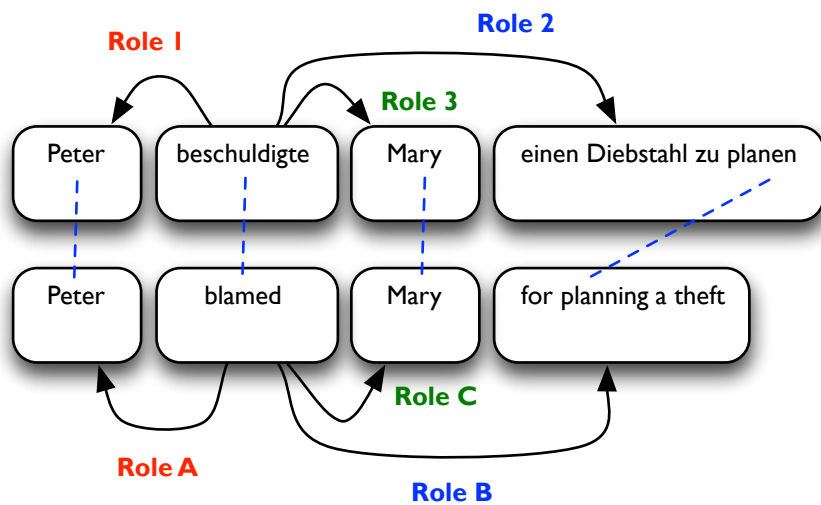 Role 2
Role 1
Role 3
Peter beschuldigte Mary einen Diebstahl zu planen
Peter blamed Mary for planning a theft
Role C
Role A
Role B